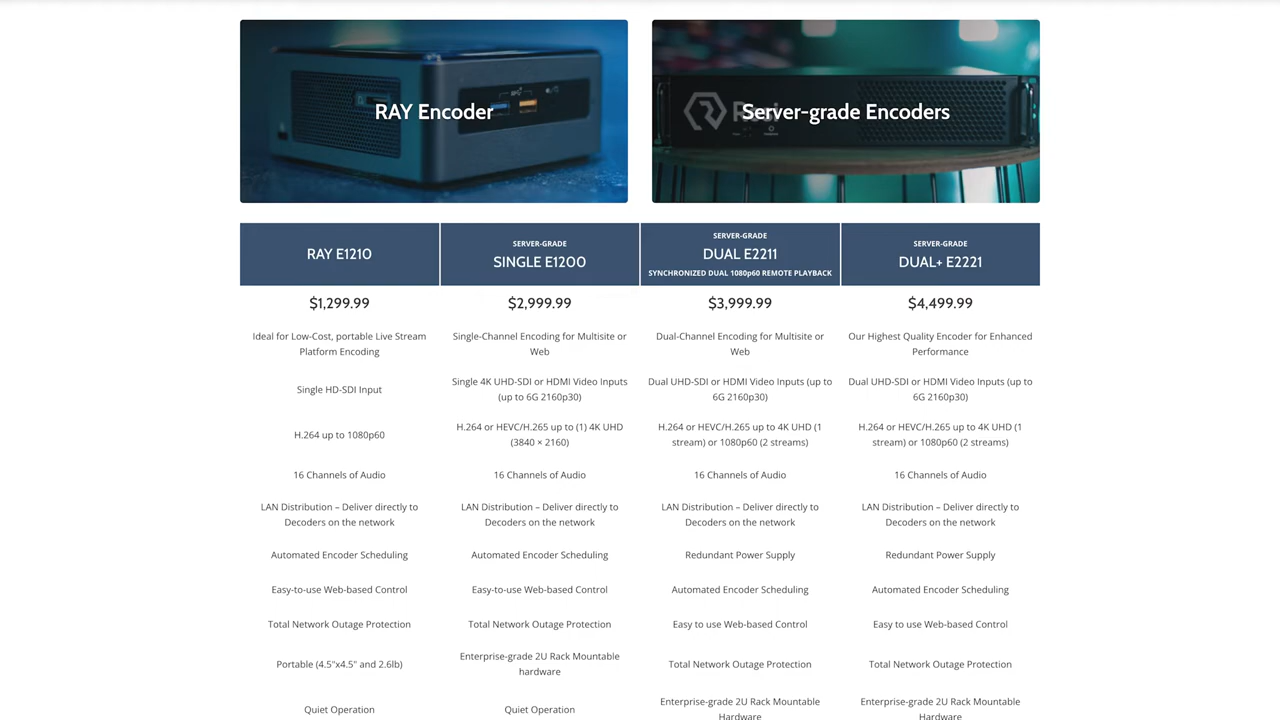 RAY Encoder
Server-grade Encoders
RAY E1210
SERVER-GRADE
SINGLE E1200
SERVER-GRADE
DUAL E2211
SYNCHRONIZED DUAL 1080p60 REMOTE PLAYBACK
SERVER-GRADE
DUAL+ E2221
$1,299.99
$2,999.99
$3,999.99
$4,499.99
Ideal for Low-Cost, portable Live Stream
Platform Encoding
Single-Channel Encoding for Multisite or
Web
Dual-Channel Encoding for Multisite or
Web
Our Highest Quality Encoder for Enhanced
Performance
Single HD-SDI Input
Single 4K UHD-SDI or HDMI Video Inputs
(up to 6G 2160p30)
Dual UHD-SDI or HDMI Video Inputs (up to
6G 2160p30)
Dual UHD-SDI or HDMI Video Inputs (up to
6G 2160p30)
H.264 up to 1080p60
H.264 or HEVC/H.265 up to (1) 4K UHD
(3840 × 2160)
H.264 or HEVC/H.265 up to 4K UHD (1
stream) or 1080p60 (2 streams)
H.264 or HEVC/H.265 up to 4K UHD (1
stream) or 1080p60 (2 streams)
16 Channels of Audio
16 Channels of Audio
16 Channels of Audio
16 Channels of Audio
LAN Distribution – Deliver directly to
Decoders on the network
LAN Distribution – Deliver directly to
Decoders on the network
LAN Distribution – Deliver directly to
Decoders on the network
LAN Distribution – Deliver directly to
Decoders on the network
Automated Encoder Scheduling
Automated Encoder Scheduling
Redundant Power Supply
Redundant Power Supply
Easy-to-use Web-based Control
Easy-to-use Web-based Control
Automated Encoder Scheduling
Automated Encoder Scheduling
Total Network Outage Protection
Total Network Outage Protection
Easy to use Web-based Control
Easy to use Web-based Control
Portable (4.5"x4.5" and 2.6lb)
Enterprise-grade 2U Rack Mountable
hardware
Total Network Outage Protection
Total Network Outage Protection
Quiet Operation
Quiet Operation
Enterprise-grade 2U Rack Mountable
Hardware
Enterprise-grade 2U Rack Mountable
Hardware